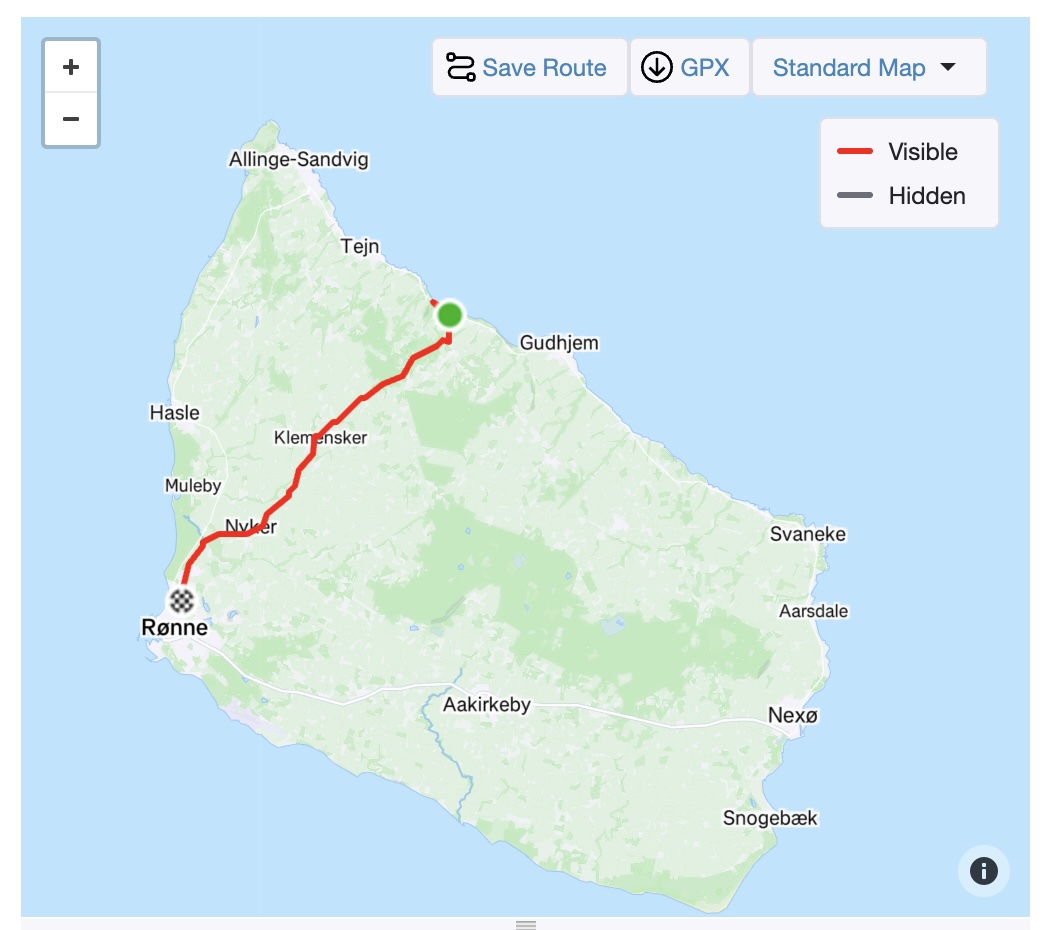 +
Save Route
GPX
Standard Map
−
Visible
Hidden
Allinge-Sandvig
Tejn
Gudhjem
Hasle
Klemensker
Muleby
Nyker
Svaneke
Aarsdale
Rønne
Aakirkeby
Nexø
Snogebæk
i